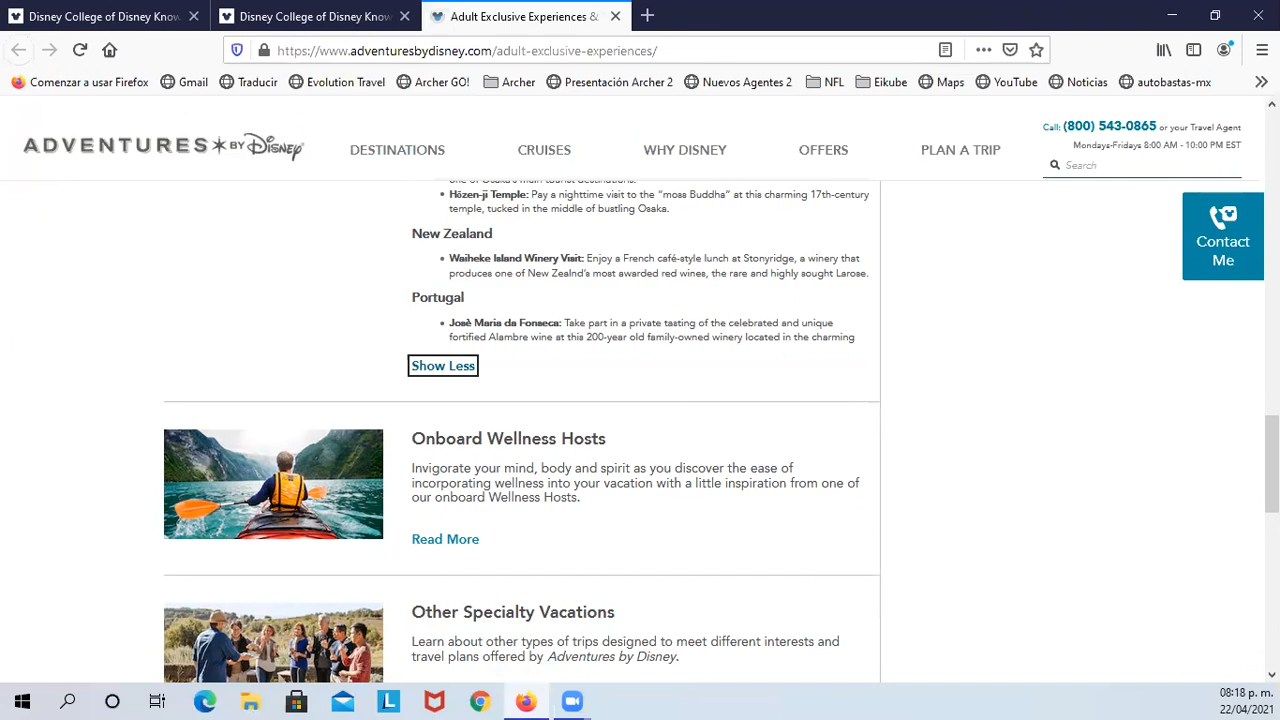 Disney College of Disney Know
Disney College of Disney Know
Adult Exclusive Experiences &
https://www.adventuresbydisney.com/adult-exclusive-experiences/
Comenzar a usar Firefox
Gmail
Traducir
Evolution Travel
Archer GO!
Archer
Presentación Archer 2
Nuevos Agentes 2
NFL
Eikube
Maps
YouTube
Noticias
autobastas-mx
ADVENTURES BY DISNEY
DESTINATIONS
CRUISES
WHY DISNEY
OFFERS
PLAN A TRIP
Call: (800) 543-0865 or your Travel Agent
Mondays-Fridays 8:00 AM - 10:00 PM EST
Search
Contact
Me
one of Osaka's main tourist destinations.
• Hōzen-ji Temple: Pay a nighttime visit to the "moss Buddha" at this charming 17th-century
temple, tucked in the middle of bustling Osaka.
New Zealand
• Waiheke Island Winery Visit: Enjoy a French café-style lunch at Stonyridge, a winery that
produces one of New Zealnd's most awarded red wines, the rare and highly sought Larose.
Portugal
• Josè Maria da Fonseca: Take part in a private tasting of the celebrated and unique
fortified Alambre wine at this 200-year old family-owned winery located in the charming
Show Less
Onboard Wellness Hosts
Invigorate your mind, body and spirit as you discover the ease of
incorporating wellness into your vacation with a little inspiration from one of
our onboard Wellness Hosts.
Read More
Other Specialty Vacations
Learn about other types of trips designed to meet different interests and
travel plans offered by Adventures by Disney.
08:18 p. m.
22/04/2021